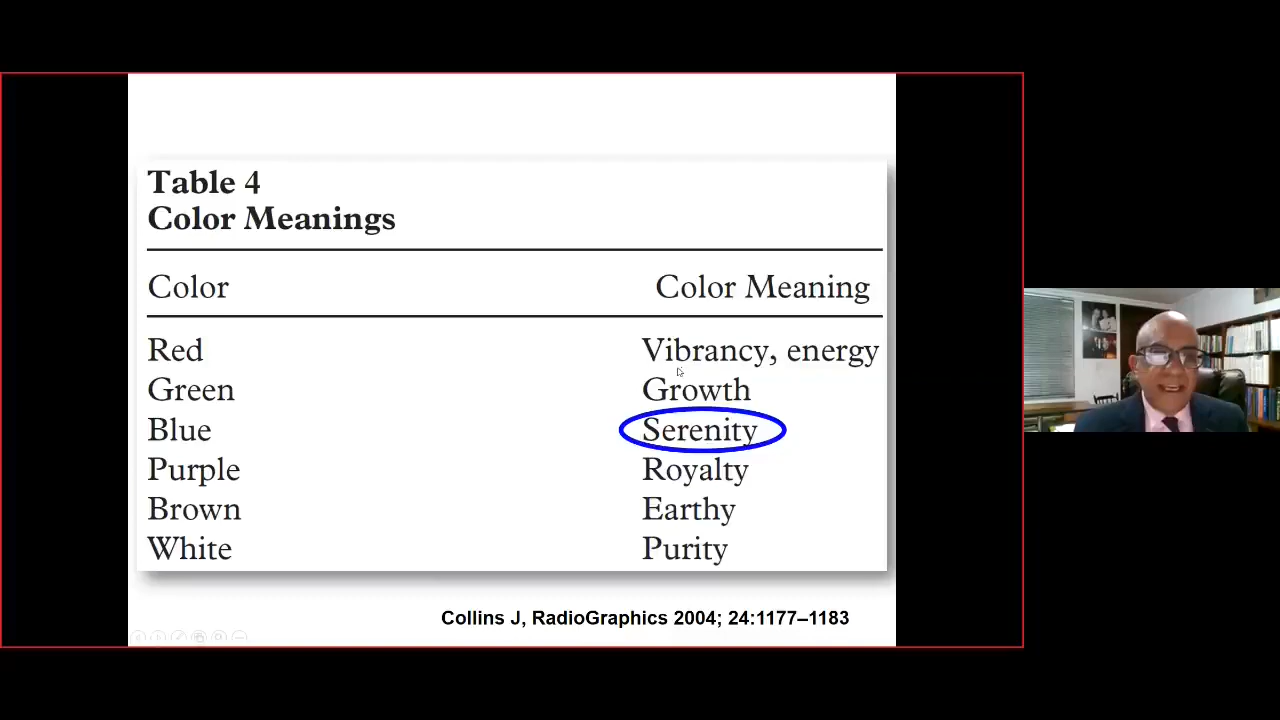 Table 4
Color Meanings
Color Color Meaning
Red Vibrancy, energy
Green Growth
Blue Serenity
Purple Royalty
Brown Earthy
White Purity
Collins J, RadioGraphics 2004; 24:1177–1183